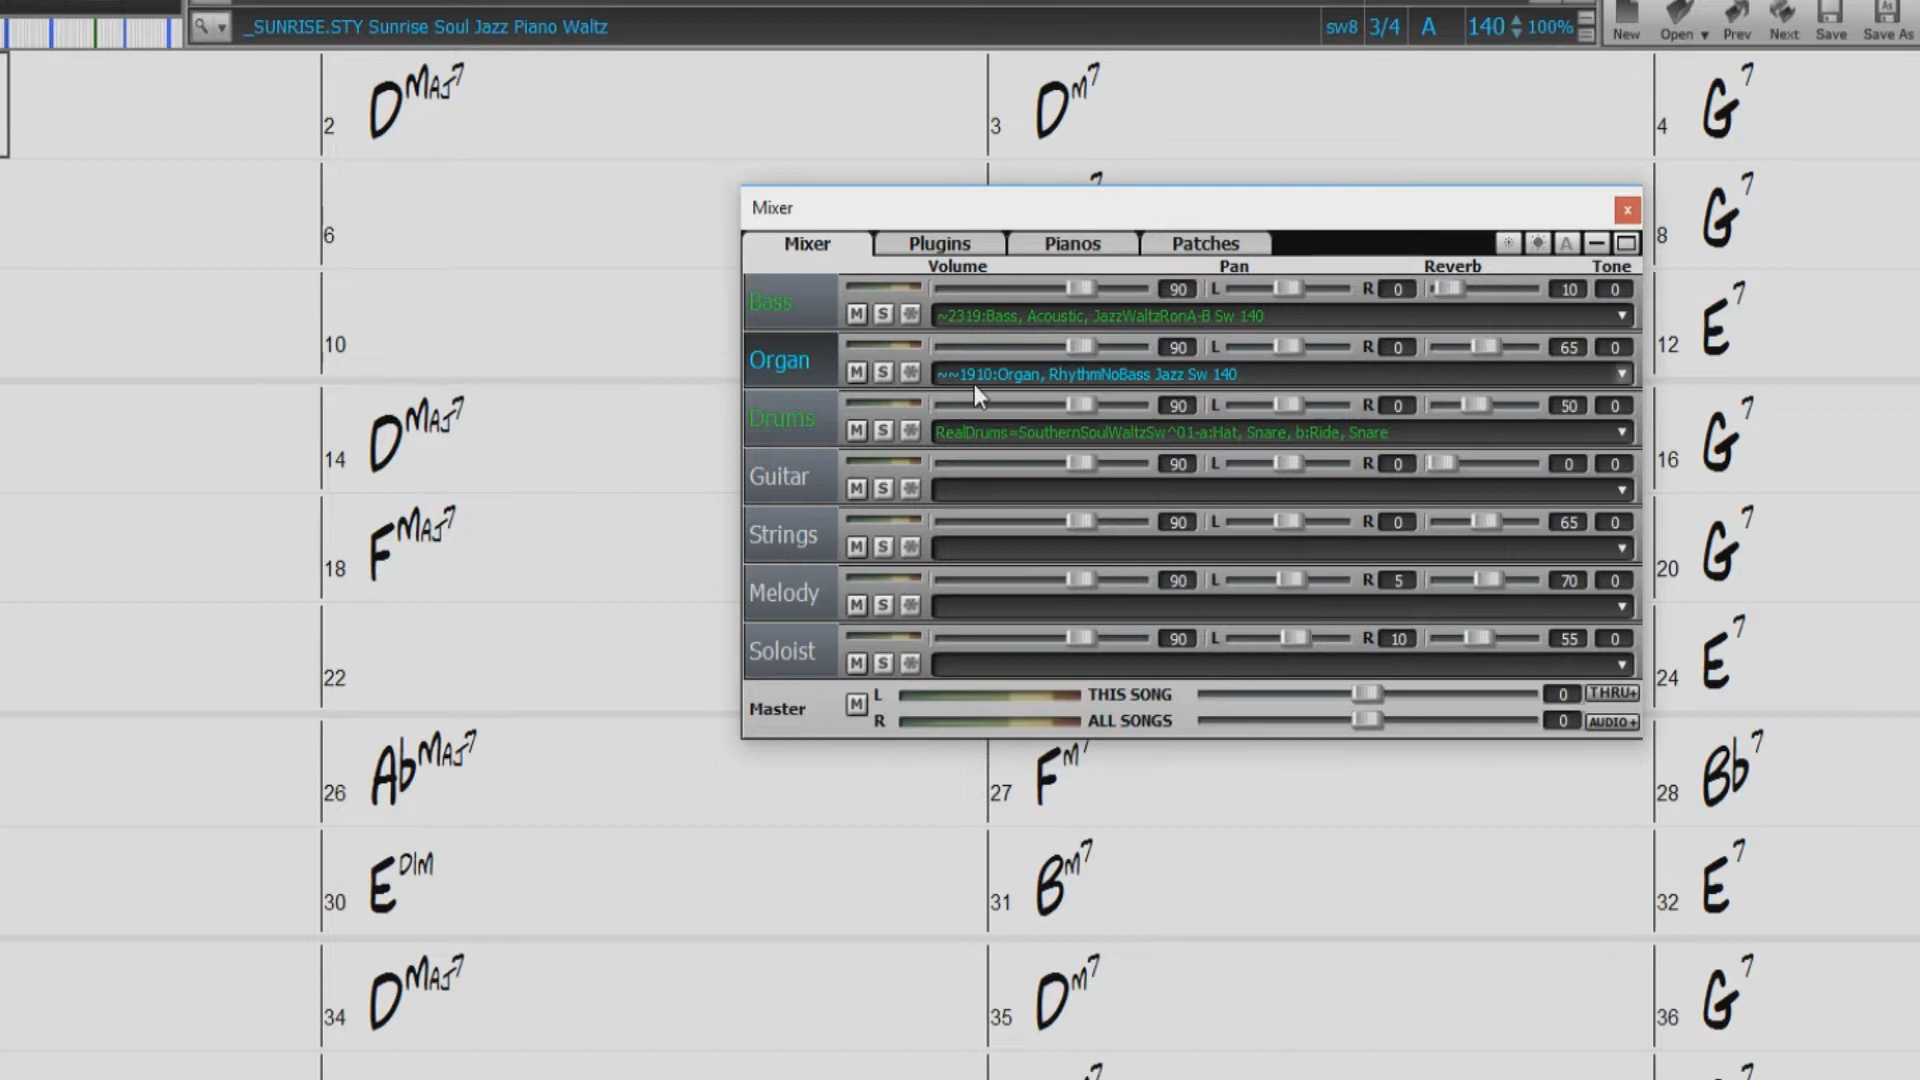 _SUNRISE.STY Sunrise Soul Jazz Piano Waltz sw8 3/4 A 140 100%
New Open Prev Next Save Save As
2 DMAJ7 3 DM7 4 G7
6 8 G7
10 12 E7
14 DMAJ7 16 G7
18 FMAJ7 20 G7
22 24 E7
26 AbMAJ7 27 FM7 28 Bb7
30 EDIM 31 BM7 32 E7
34 DMAJ7 35 DM7 36 G7
Mixer
Mixer Plugins Pianos Patches A
Volume Pan Reverb Tone
Bass 90 L R 0 10 0
M S ~2319:Bass, Acoustic, JazzWaltzRonA-B Sw 140
Organ 90 L R 0 65 0
M S ~~1910:Organ, RhythmNoBass Jazz Sw 140
Drums 90 L R 0 50 0
M S RealDrums=SouthernSoulWaltzSw^01-a:Hat, Snare, b:Ride, Snare
Guitar 90 L R 0 0 0
M S
Strings 90 L R 0 65 0
M S
Melody 90 L R 5 70 0
M S
Soloist 90 L R 10 55 0
M S
Master M L THIS SONG 0 THRU+
R ALL SONGS 0 AUDIO+